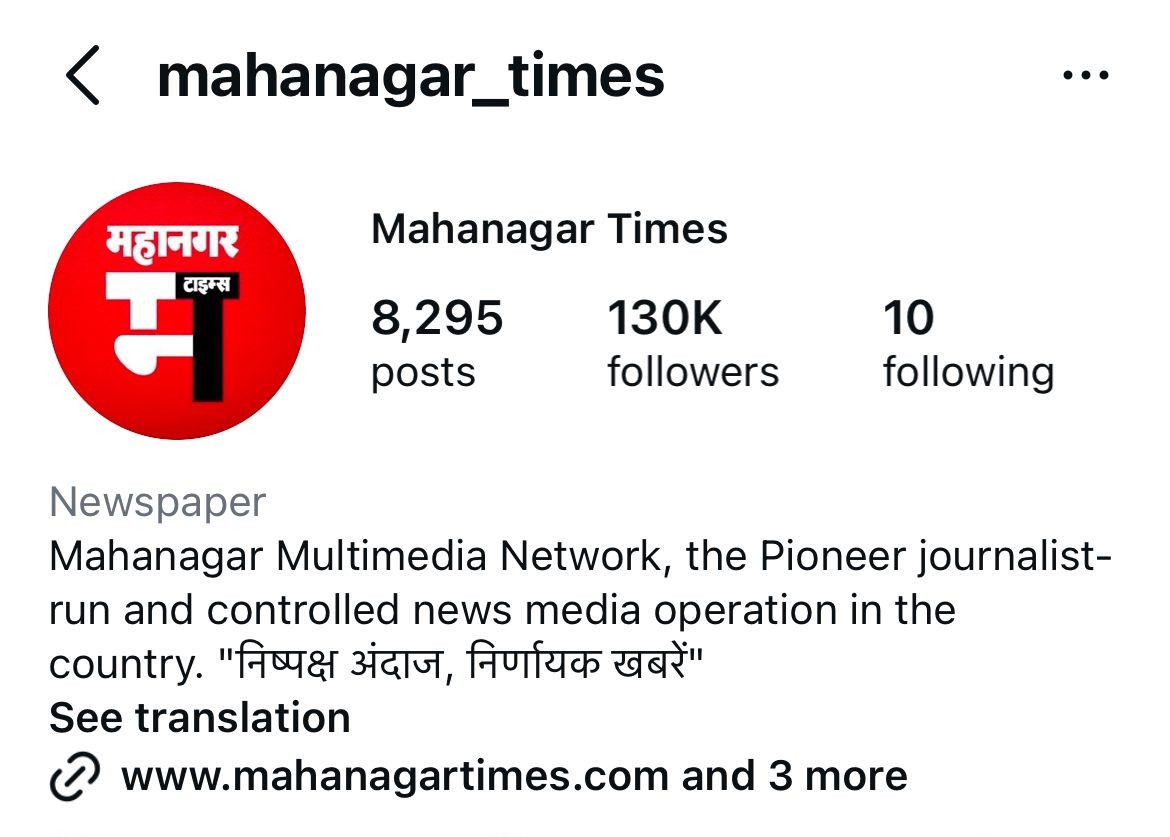 mahanagar_times
महानगर
टाइम्स
Mahanagar Times
8,295 130K 10
posts followers following
Newspaper
Mahanagar Multimedia Network, the Pioneer journalist-
run and controlled news media operation in the
country. "निष्पक्ष अंदाज, निर्णायक खबरें"
See translation
www.mahanagartimes.com and 3 more